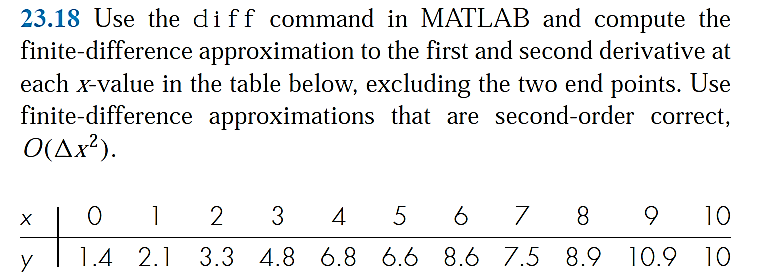 23.18 Use the diff command in MATLAB and compute the
finite-difference approximation to the first and second derivative at
each x-value in the table below, excluding the two end points. Use
finite-difference approximations that are second-order correct,
O(Δx²).
x 0 1 2 3 4 5 6 7 8 9 10
y 1.4 2.1 3.3 4.8 6.8 6.6 8.6 7.5 8.9 10.9 10